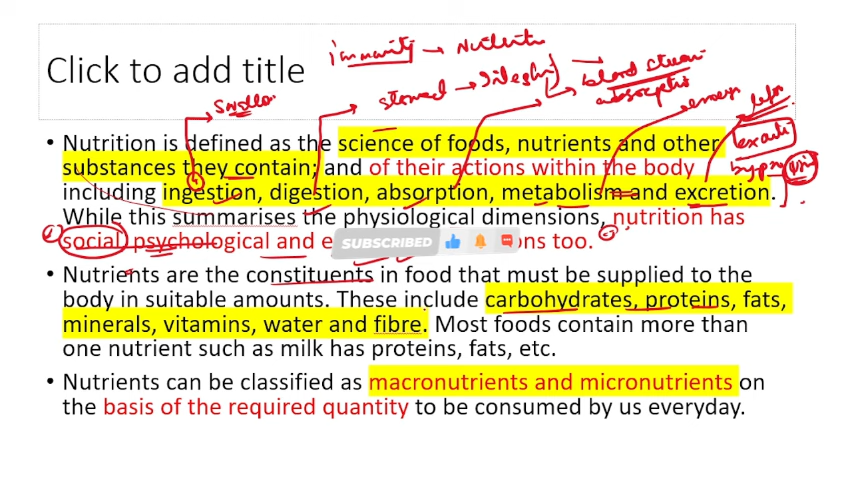 immunity → Nutrients
Click to add title
stomach → Digestion
blood stream
absorption
energy
• Nutrition is defined as the science of foods, nutrients and other
substances they contain; and of their actions within the body
including ingestion, digestion, absorption, metabolism and excretion.
While this summarises the physiological dimensions, nutrition has
social psychological and e SUBSCRIBED ons too.
• Nutrients are the constituents in food that must be supplied to the
body in suitable amounts. These include carbohydrates, proteins, fats,
minerals, vitamins, water and fibre. Most foods contain more than
one nutrient such as milk has proteins, fats, etc.
• Nutrients can be classified as macronutrients and micronutrients on
the basis of the required quantity to be consumed by us everyday.